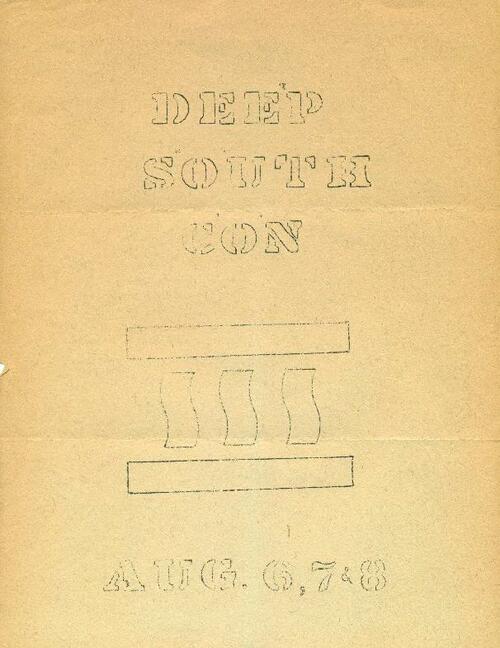 DEEP
SOUTH
CON
III
AUG. 6, 7 & 8